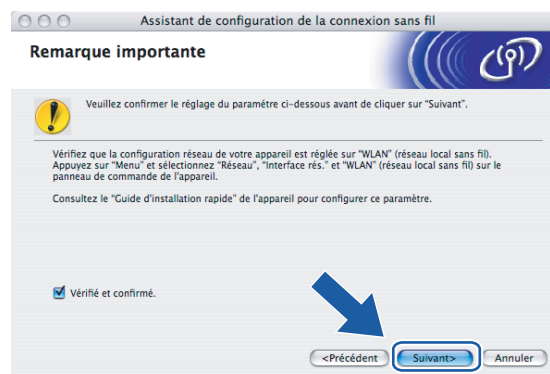 Assistant de configuration de la connexion sans fil
Remarque importante
Veuillez confirmer le réglage du paramétre ci-dessous avant de cliquer sur "Suivant".
Vérifiez que la configuration réseau de votre appareil est réglée sur "WLAN" (réseau local sans fil).
Appuyez sur "Menu" et sélectionnez "Réseau", "Interface rés." et "WLAN" (réseau local sans fil) sur le
panneau de commande de l'appareil.
Consultez le "Guide d'installation rapide" de l'appareil pour configurer ce paramètre.
Vérifié et confirmé.
<Précédent
Suivant>
Annuler